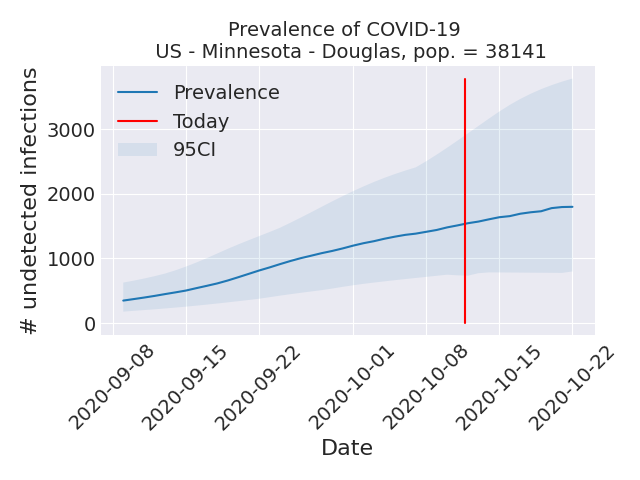 Prevalence of COVID-19
US - Minnesota - Douglas, pop. = 38141
# undetected infections
3000
2000
1000
0
Prevalence
Today
95CI
2020-09-08
2020-09-15
2020-09-22
2020-10-01
2020-10-08
2020-10-15
2020-10-22
Date